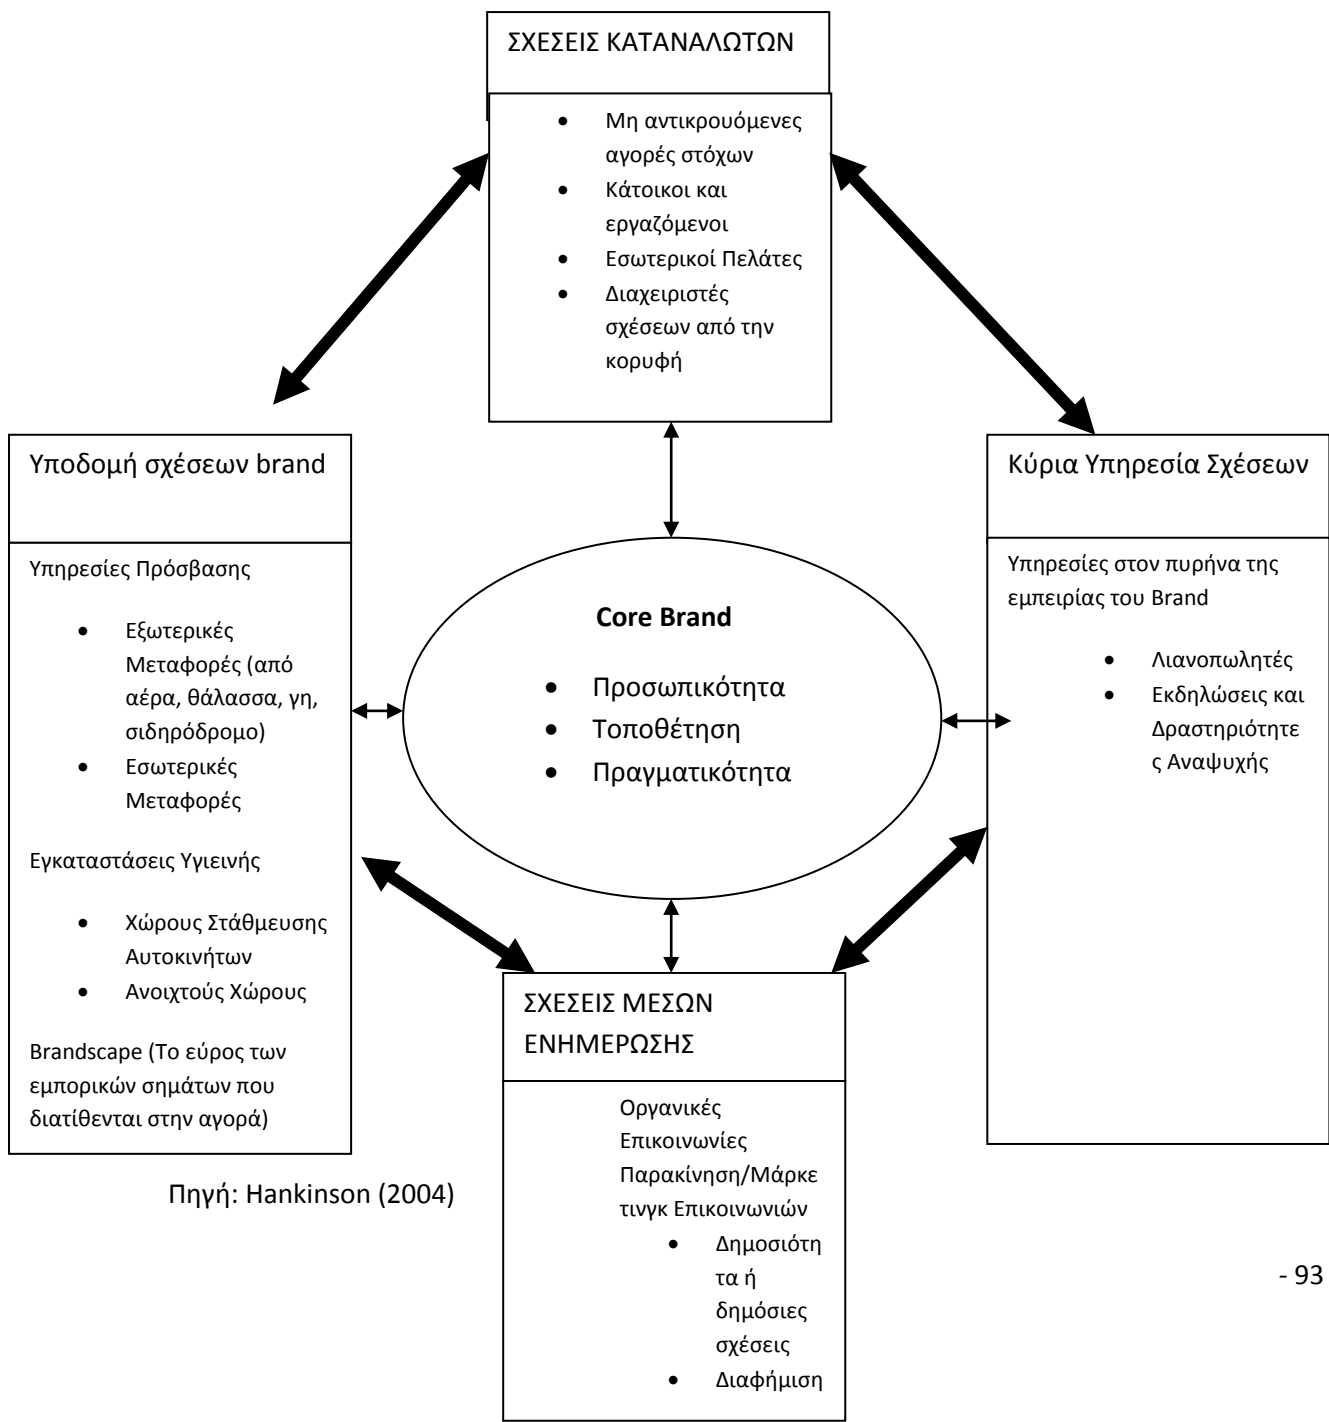 ΣΧΕΣΕΙΣ ΚΑΤΑΝΑΛΩΤΩΝ
• Μη αντικρουόμενες
αγορές στόχων
• Κάτοικοι και
εργαζόμενοι
• Εσωτερικοί Πελάτες
• Διαχειριστές
σχέσεων από την
κορυφή
Υποδομή σχέσεων brand
Υπηρεσίες Πρόσβασης
• Εξωτερικές
Μεταφορές (από
αέρα, θάλασσα, γη,
σιδηρόδρομο)
• Εσωτερικές
Μεταφορές
Εγκαταστάσεις Υγιεινής
• Χώρους Στάθμευσης
Αυτοκινήτων
• Ανοιχτούς Χώρους
Brandscape (Το εύρος των
εμπορικών σημάτων που
διατίθενται στην αγορά)
Core Brand
• Προσωπικότητα
• Τοποθέτηση
• Πραγματικότητα
Κύρια Υπηρεσία Σχέσεων
Υπηρεσίες στον πυρήνα της
εμπειρίας του Brand
• Λιανοπωλητές
• Εκδηλώσεις και
Δραστηριότητε
ς Αναψυχής
ΣΧΕΣΕΙΣ ΜΕΣΩΝ
ΕΝΗΜΕΡΩΣΗΣ
Οργανικές
Επικοινωνίες
Παρακίνηση/Μάρκε
τινγκ Επικοινωνιών
• Δημοσιότη
τα ή
δημόσιες
σχέσεις
• Διαφήμιση
Πηγή: Hankinson (2004)
- 93